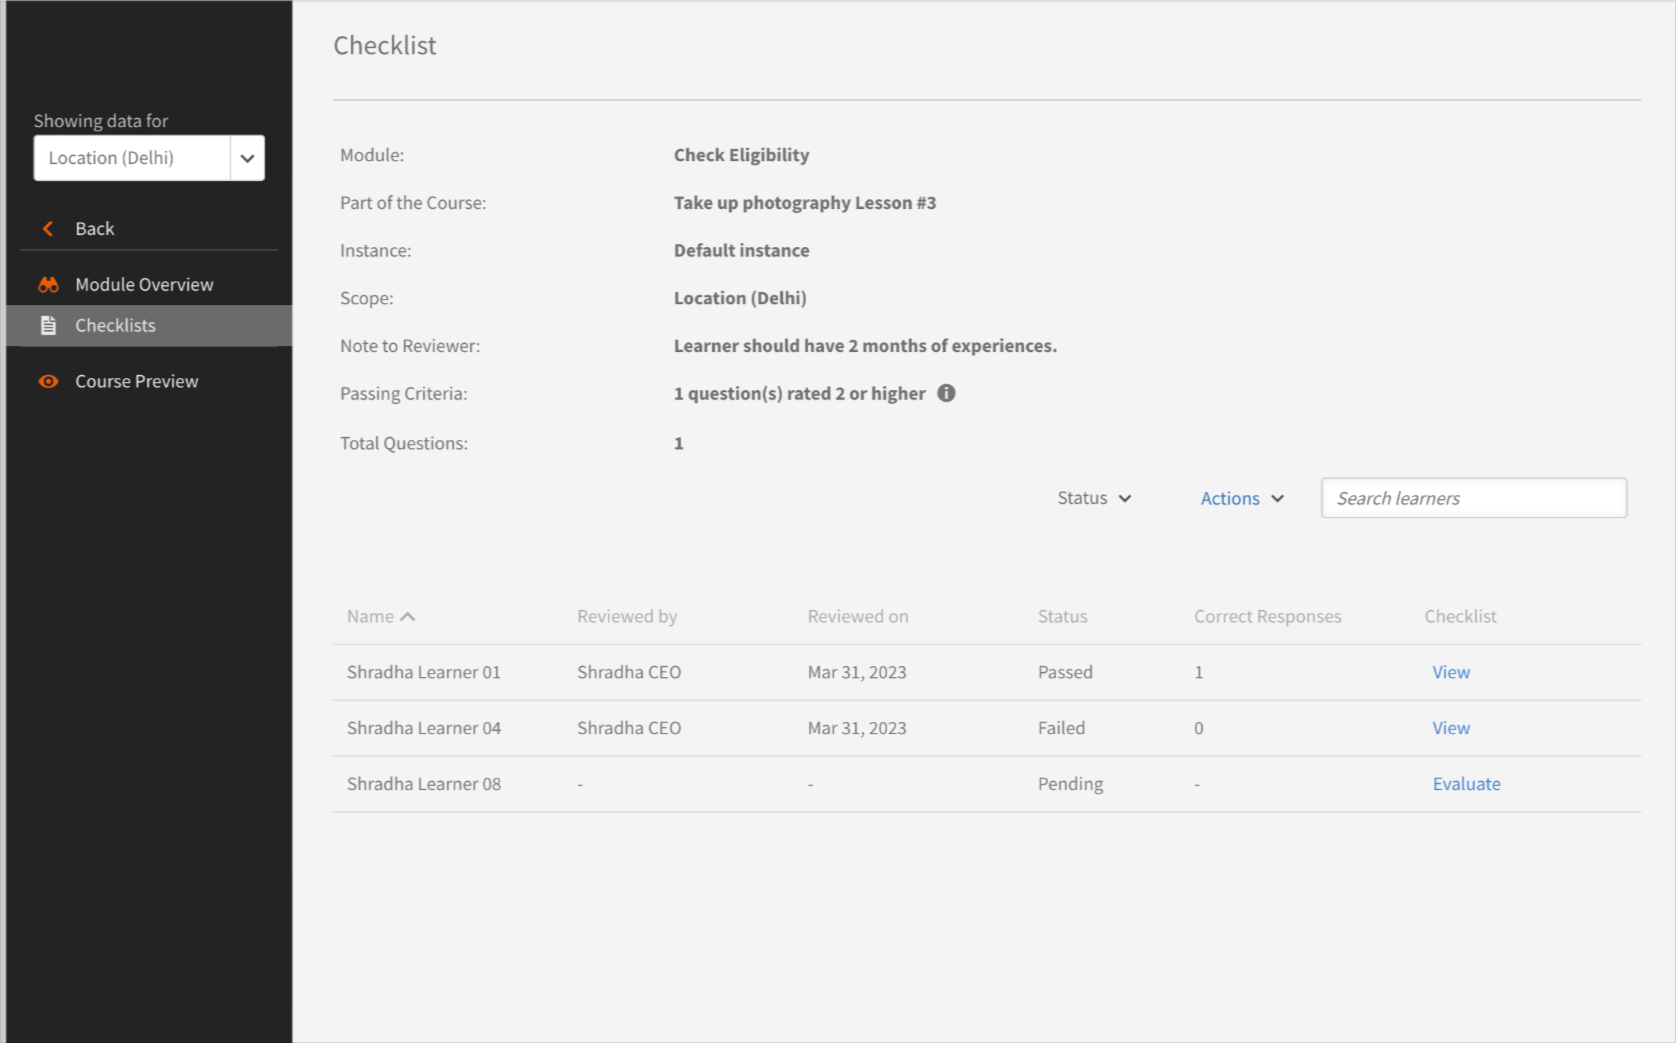 Showing data for
Location (Delhi)
Back
Module Overview
Checklists
Course Preview
Checklist
Module: Check Eligibility
Part of the Course: Take up photography Lesson #3
Instance: Default instance
Scope: Location (Delhi)
Note to Reviewer: Learner should have 2 months of experiences.
Passing Criteria: 1 question(s) rated 2 or higher
Total Questions: 1
Status Actions Search learners
Name Reviewed by Reviewed on Status Correct Responses Checklist
Shradha Learner 01 Shradha CEO Mar 31, 2023 Passed 1 View
Shradha Learner 04 Shradha CEO Mar 31, 2023 Failed 0 View
Shradha Learner 08 - - Pending - Evaluate